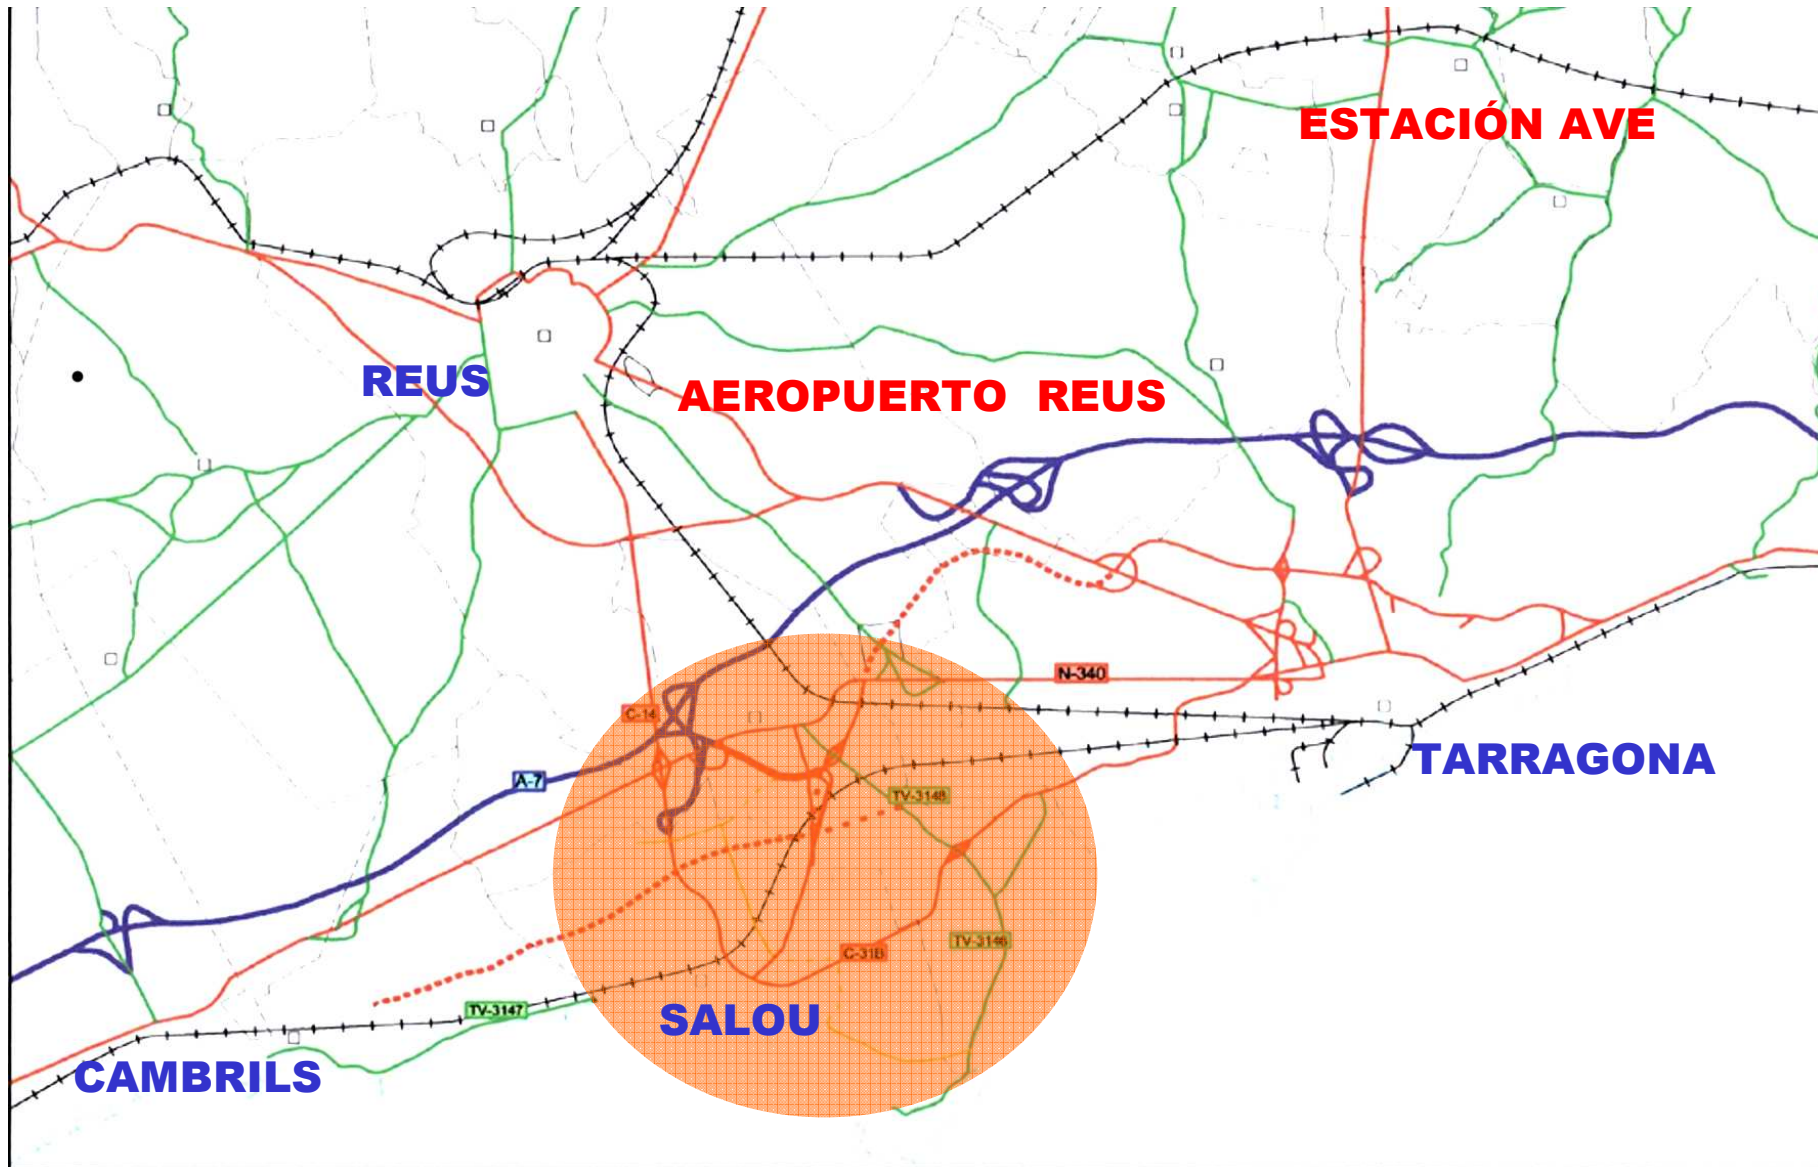 ESTACIÓN AVE
REUS
AEROPUERTO REUS
N-340
C-14
TARRAGONA
A-7
TV-3148
C-31B
TV-3146
TV-3147
SALOU
CAMBRILS